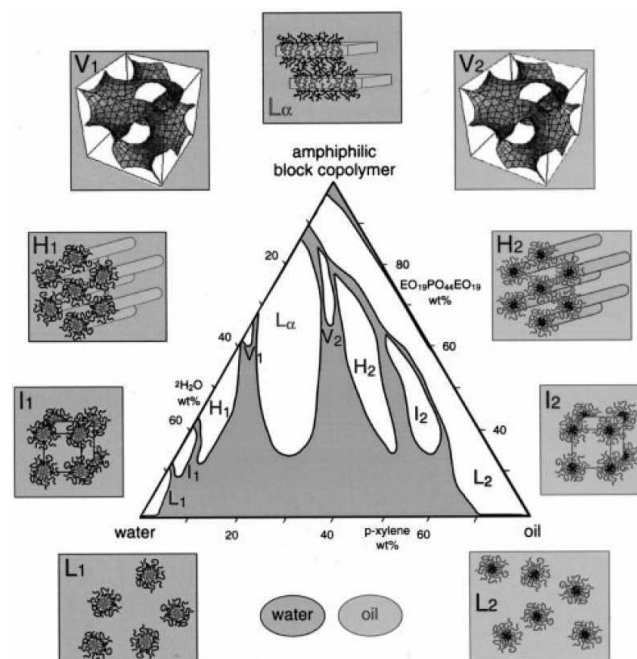 V1
Lα
V2
amphiphilic
block copolymer
H1
H2
20
80
EO19PO44EO19
wt%
40
Lα
V1
V2
60
²H2O
wt%
H1
H2
I1
60
I2
I2
40
I1
L1
L2
water
20
40
p-xylene
wt%
60
oil
L1
water
oil
L2